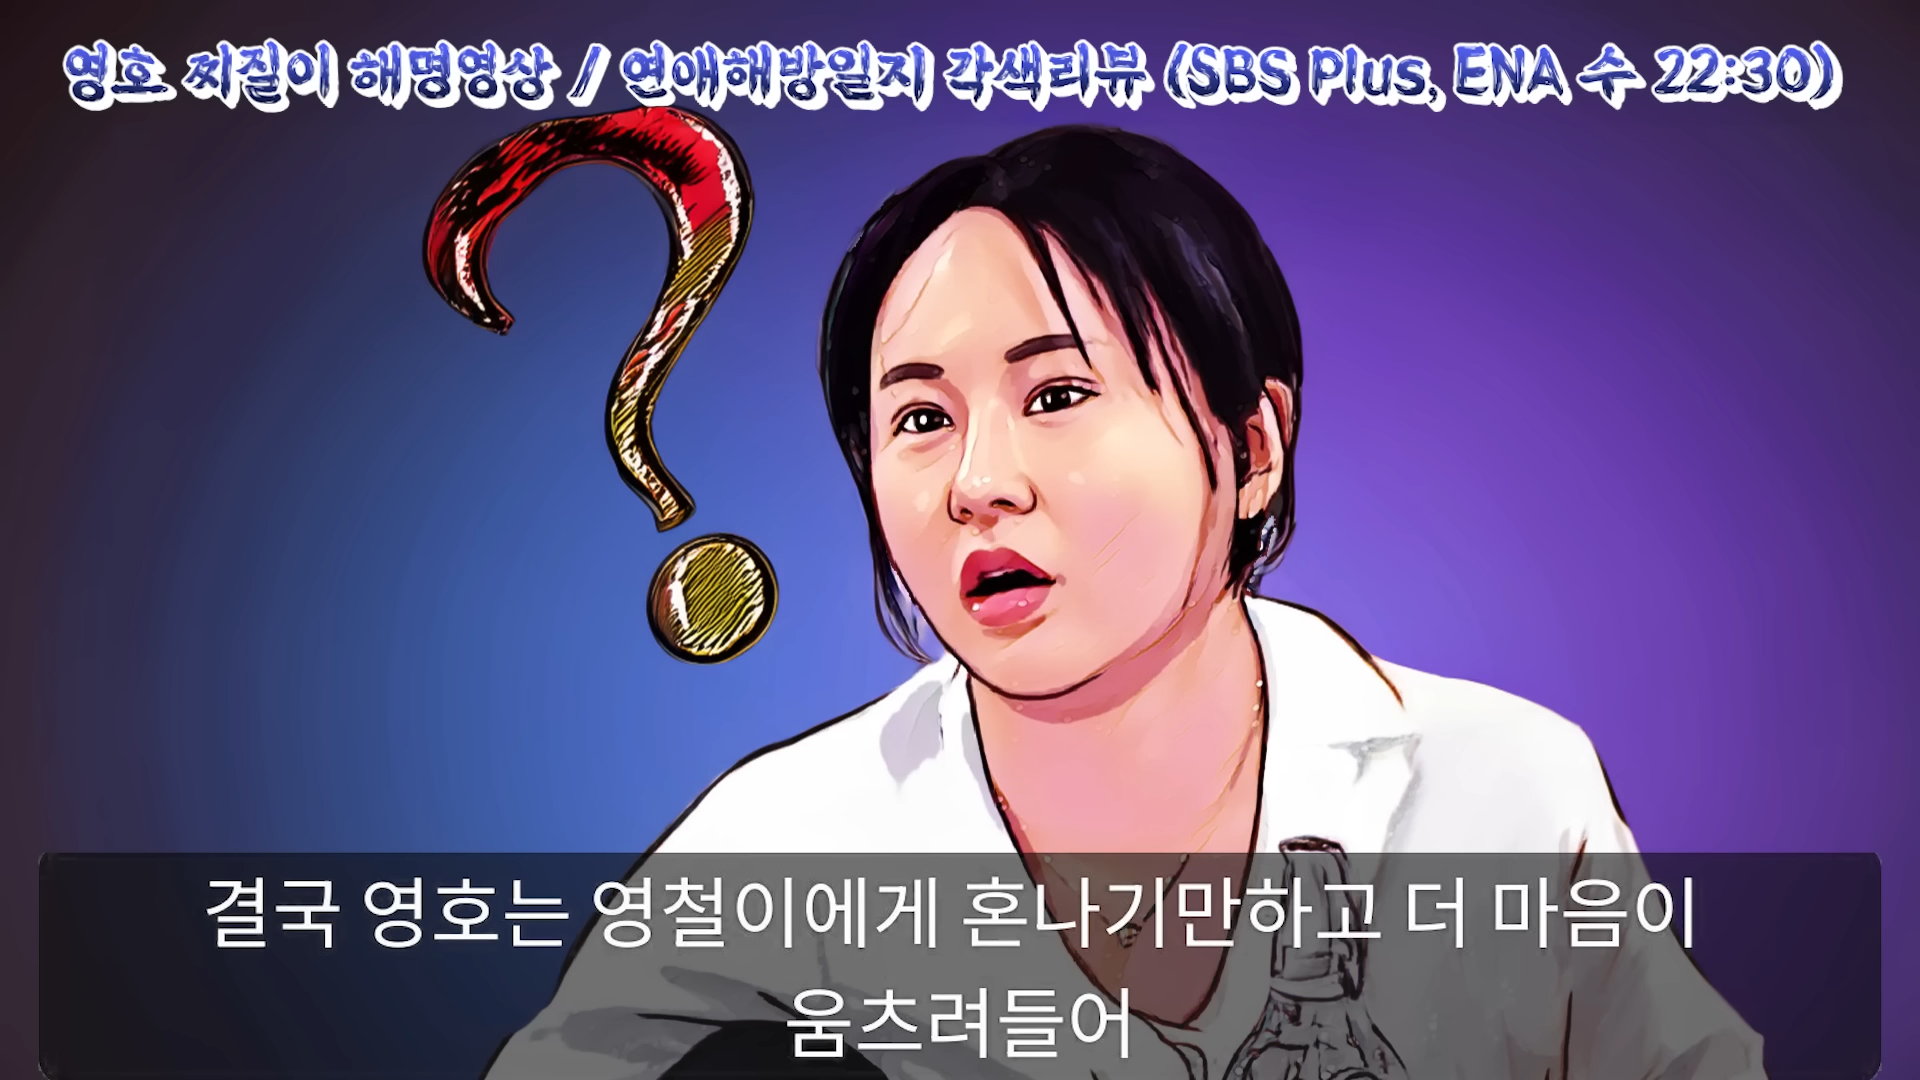 영호 찌질이 해명영상 / 연애해방일지 각색리뷰 (SBS Plus, ENA 수 22:30)
결국 영호는 영철이에게 혼나기만하고 더 마음이
움츠려들어